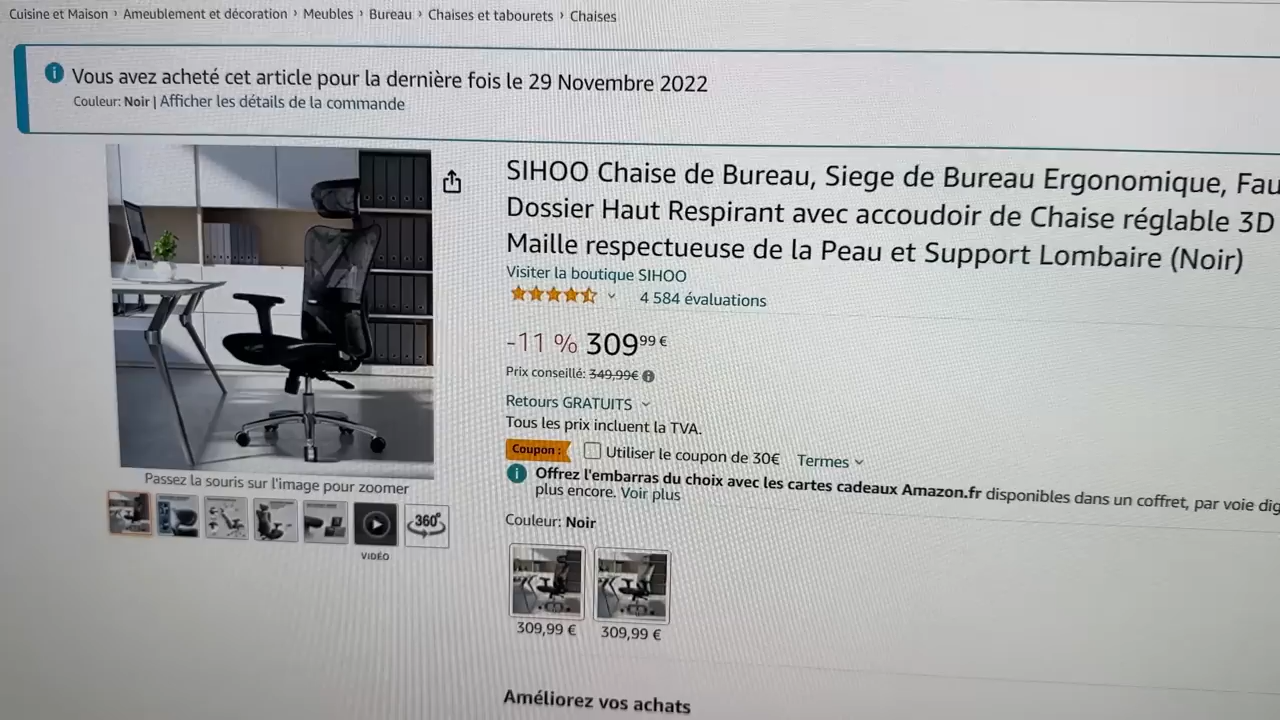 Cuisine et Maison › Ameublement et décoration › Meubles › Bureau › Chaises et tabourets › Chaises
Vous avez acheté cet article pour la dernière fois le 29 Novembre 2022
Couleur: Noir | Afficher les détails de la commande
SIHOO Chaise de Bureau, Siege de Bureau Ergonomique, Fau
Dossier Haut Respirant avec accoudoir de Chaise réglable 3D
Maille respectueuse de la Peau et Support Lombaire (Noir)
Visiter la boutique SIHOO
4 584 évaluations
-11 % 309,99 €
Prix conseillé: 349,99€
Retours GRATUITS
Tous les prix incluent la TVA.
Coupon : Utiliser le coupon de 30€ Termes
Offrez l'embarras du choix avec les cartes cadeaux Amazon.fr disponibles dans un coffret, par voie dig
plus encore. Voir plus
Passez la souris sur l'image pour zoomer
360°
VIDÉO
Couleur: Noir
309,99 € 309,99 €
Améliorez vos achats